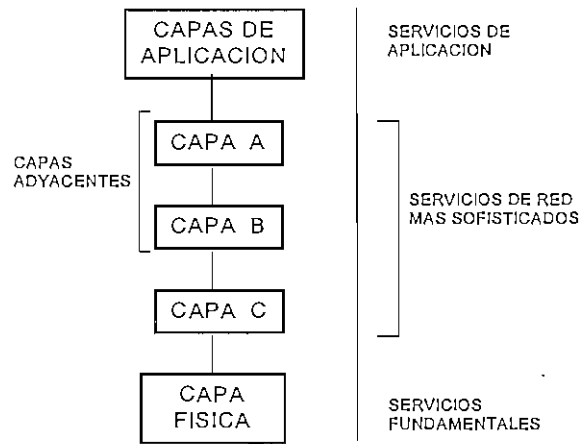 CAPAS DE
APLICACION
SERVICIOS DE
APLICACION
CAPA A
CAPAS
ADYACENTES
CAPA B
SERVICIOS DE RED
MAS SOFISTICADOS
CAPA C
CAPA
FISICA
SERVICIOS
FUNDAMENTALES